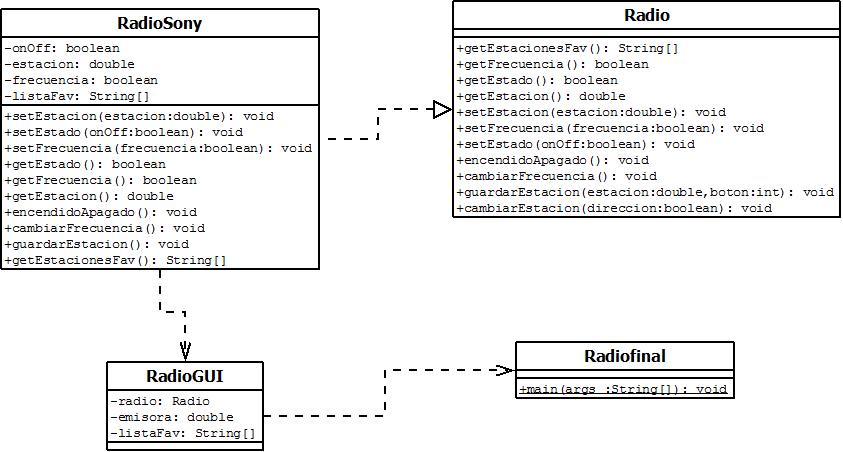 RadioSony
-onOff: boolean
-estacion: double
-frecuencia: boolean
-listaFav: String[]
+setEstacion(estacion:double): void
+setEstado(onOff:boolean): void
+setFrecuencia(frecuencia:boolean): void
+getEstado(): boolean
+getFrecuencia(): boolean
+getEstacion(): double
+encendidoApagado(): void
+cambiarFrecuencia(): void
+guardarEstacion(): void
+getEstacionesFav(): String[]
Radio
+getEstacionesFav(): String[]
+getFrecuencia(): boolean
+getEstado(): boolean
+getEstacion(): double
+setEstacion(estacion:double): void
+setFrecuencia(frecuencia:boolean): void
+setEstado(onOff:boolean): void
+encendidoApagado(): void
+cambiarFrecuencia(): void
+guardarEstacion(estacion:double,boton:int): void
+cambiarEstacion(direccion:boolean): void
RadioGUI
-radio: Radio
-emisora: double
-listaFav: String[]
Radiofinal
+main(args :String[]): void